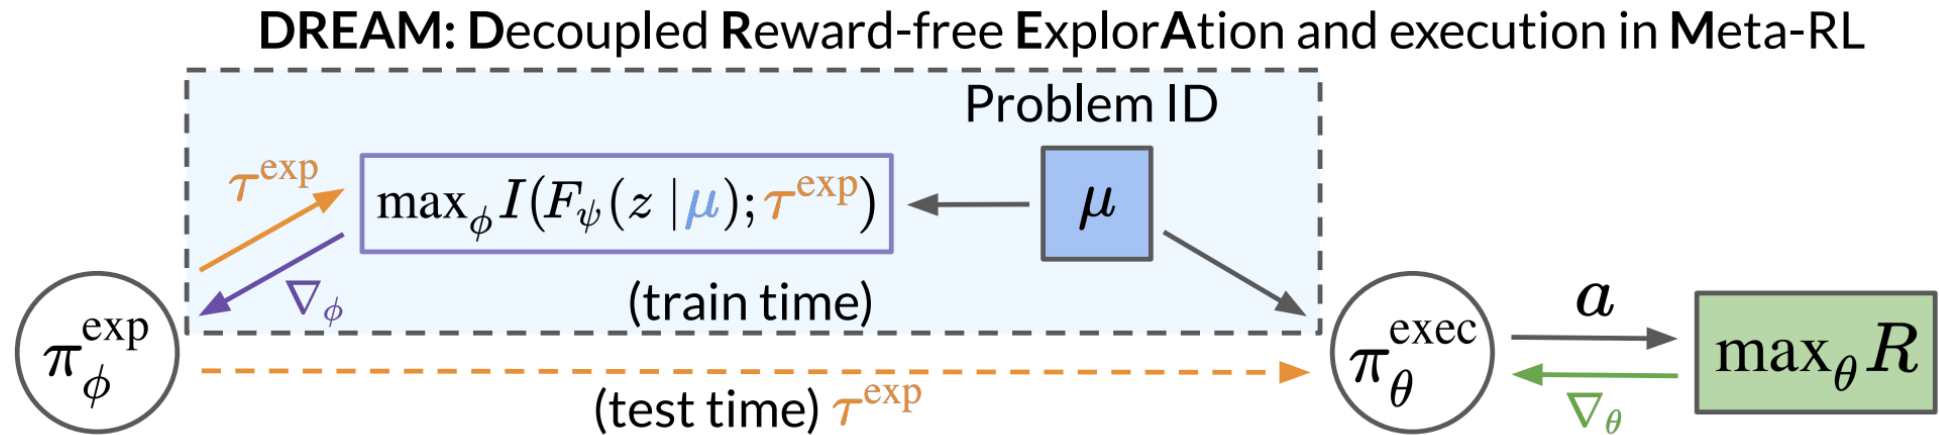 DREAM: Decoupled Reward-free ExplorAtion and execution in Meta-RL
Problem ID
τ^exp
max_ϕ I(F_ψ(z | μ); τ^exp)
μ
∇_ϕ
(train time)
π_ϕ^exp
(test time) τ^exp
π_θ^exec
a
max_θ R
∇_θ